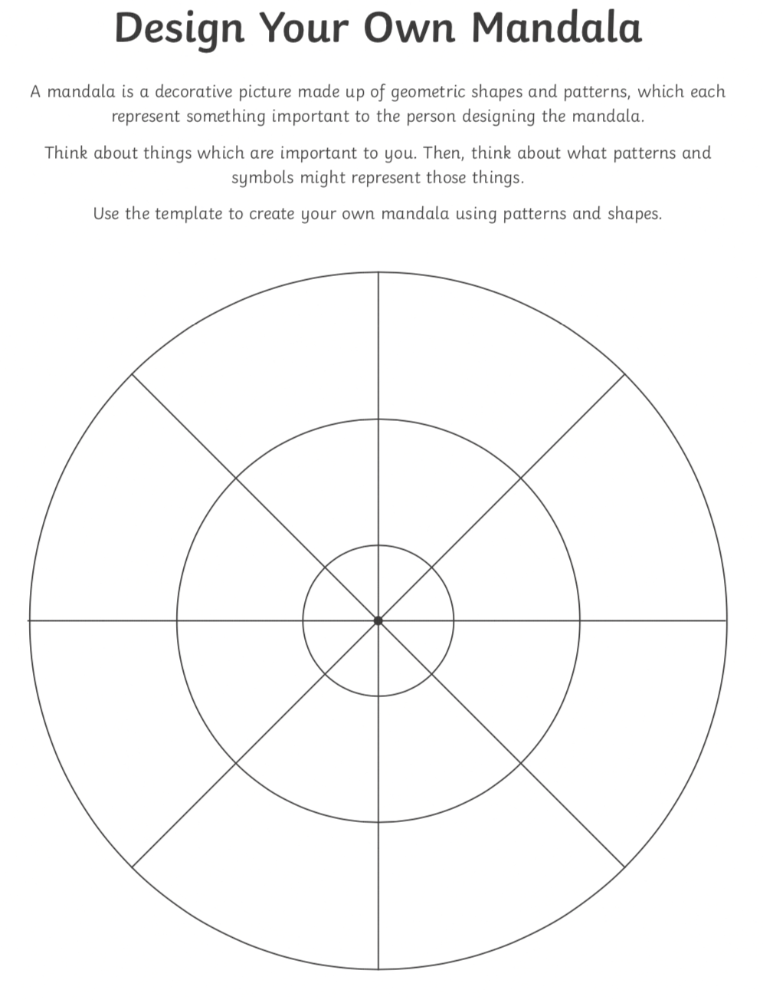 Design Your Own Mandala
A mandala is a decorative picture made up of geometric shapes and patterns, which each
represent something important to the person designing the mandala.
Think about things which are important to you. Then, think about what patterns and
symbols might represent those things.
Use the template to create your own mandala using patterns and shapes.